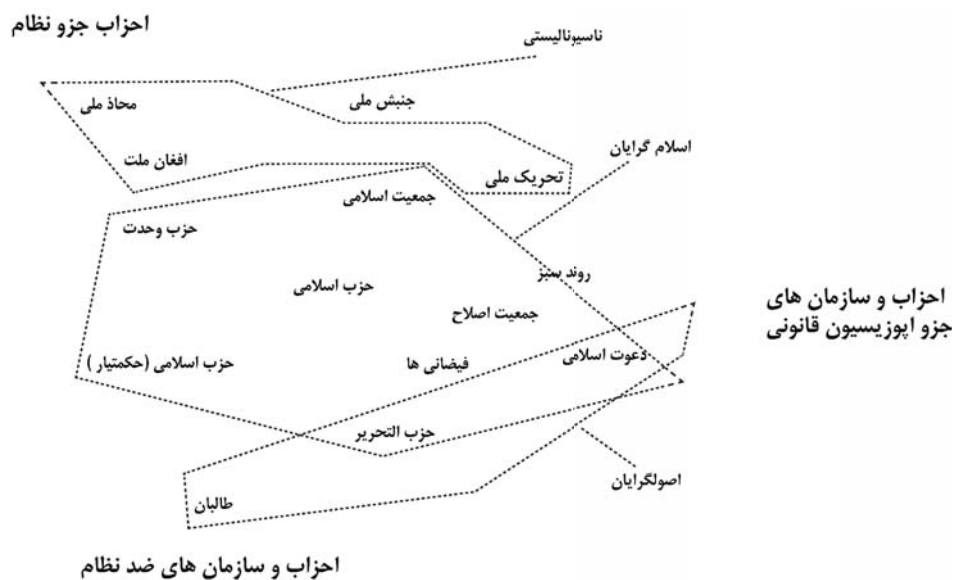 احزاب جزو نظام
ناسیونالیستی
محاذ ملی
جنبش ملی
اسلام گرایان
افغان ملت
تحریک ملی
جمعیت اسلامی
حزب وحدت
روند سبز
حزب اسلامی
احزاب و سازمان های
جزو اپوزیسیون قانونی
جمعیت اصلاح
دعوت اسلامی
فیضانی ها
حزب اسلامی (حکمتیار )
حزب التحریر
اصولگرایان
طالبان
احزاب و سازمان های ضد نظام